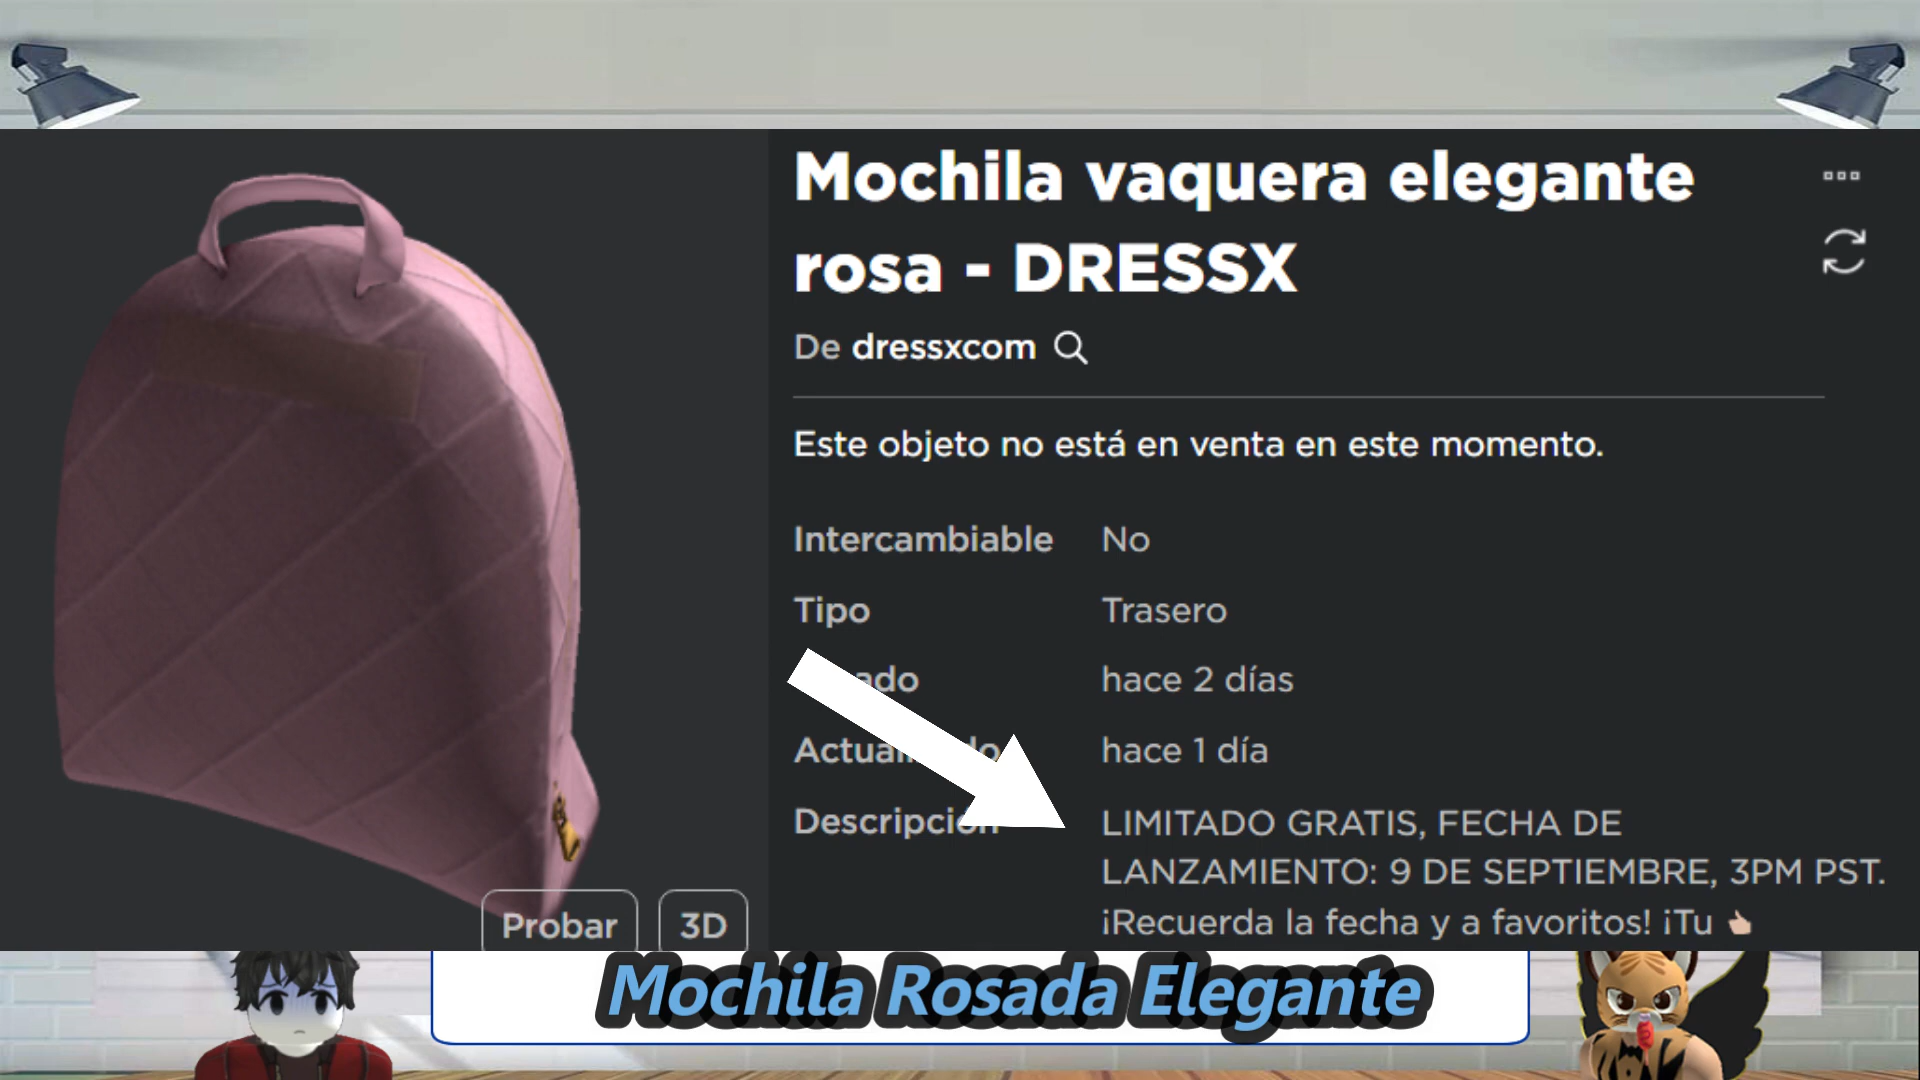 Mochila vaquera elegante
rosa - DRESSX
De dressxcom
Este objeto no está en venta en este momento.
Intercambiable No
Tipo Trasero
hace 2 días
hace 1 día
Descripción LIMITADO GRATIS, FECHA DE
LANZAMIENTO: 9 DE SEPTIEMBRE, 3PM PST.
¡Recuerda la fecha y a favoritos! ¡Tu 👍🏻
Probar 3D
Mochila Rosada Elegante